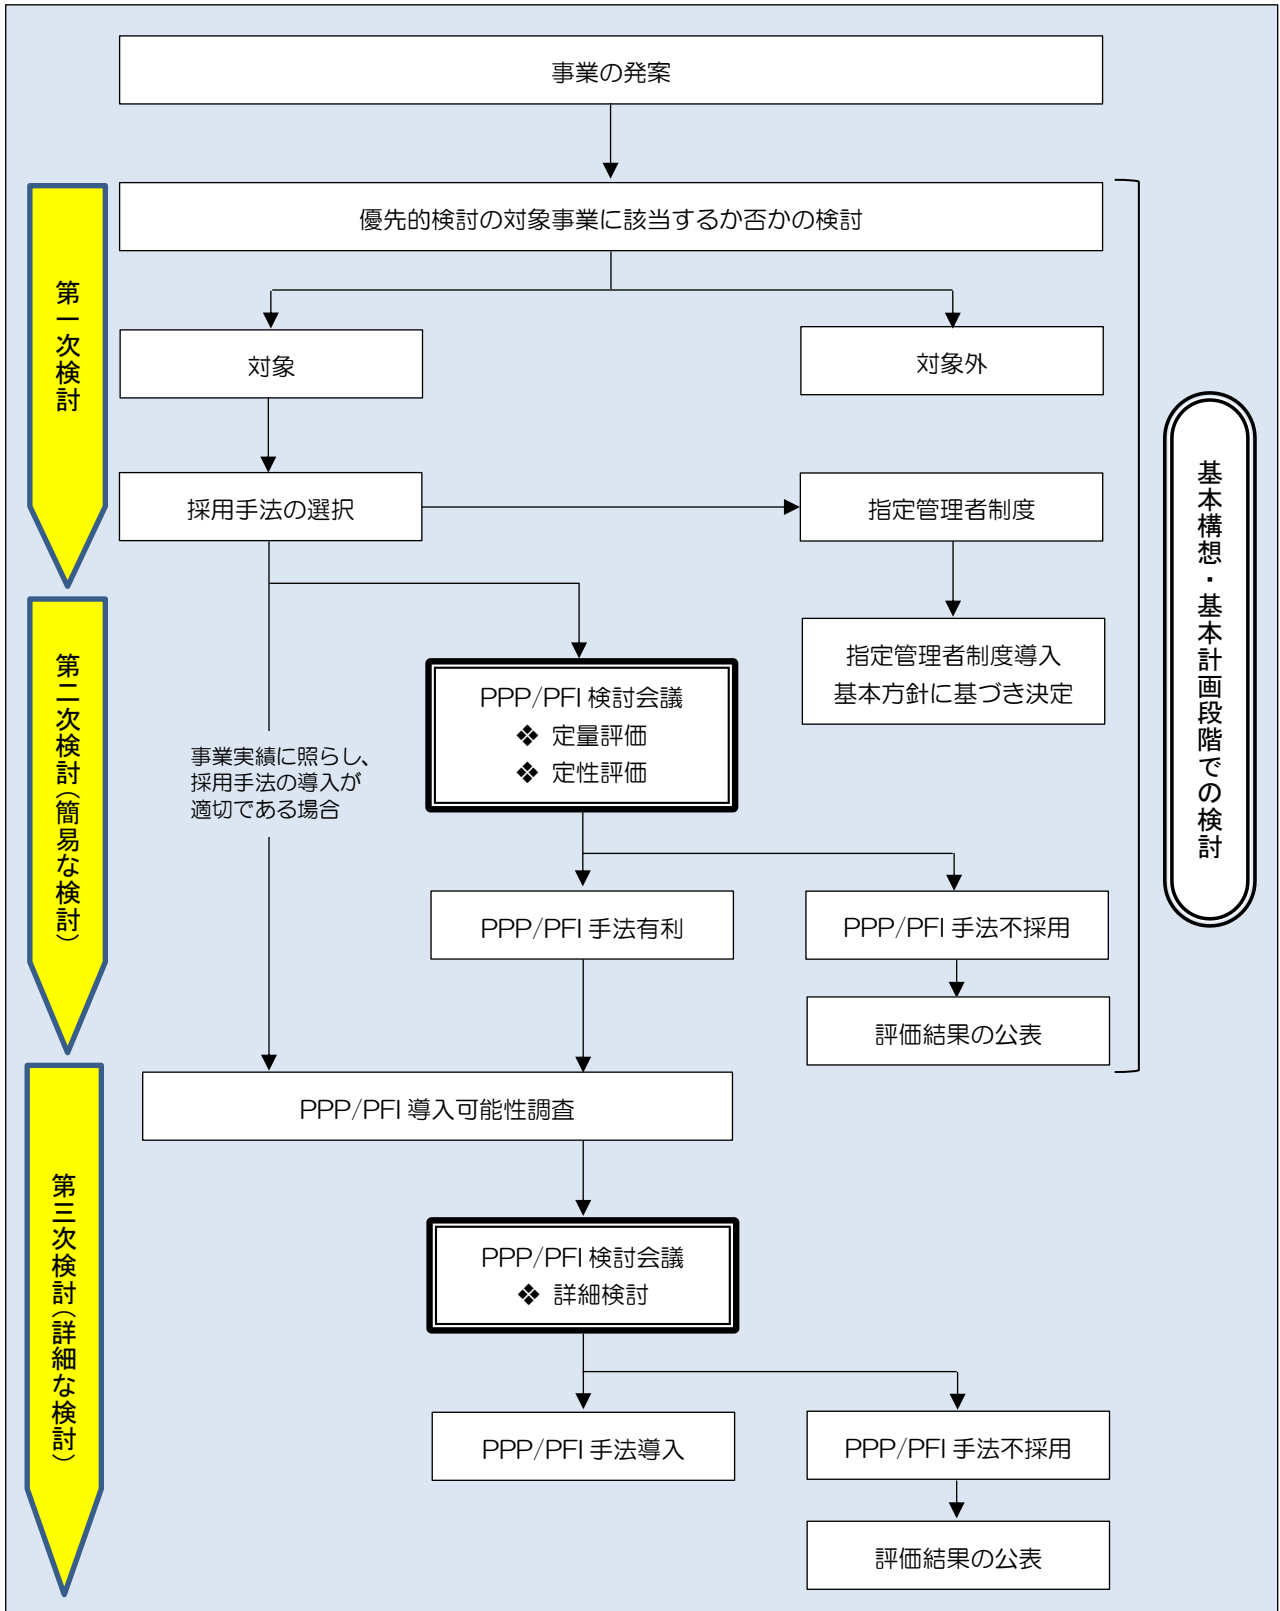 事業の発案
第一次検討
優先的検討の対象事業に該当するか否かの検討
対象
対象外
採用手法の選択
指定管理者制度
指定管理者制度導入
基本方針に基づき決定
基本構想・基本計画段階での検討
第二次検討（簡易な検討）
PPP/PFI 検討会議
❖ 定量評価
❖ 定性評価
事業実績に照らし、
採用手法の導入が
適切である場合
PPP/PFI 手法有利
PPP/PFI 手法不採用
評価結果の公表
第三次検討（詳細な検討）
PPP/PFI 導入可能性調査
PPP/PFI 検討会議
❖ 詳細検討
PPP/PFI 手法導入
PPP/PFI 手法不採用
評価結果の公表